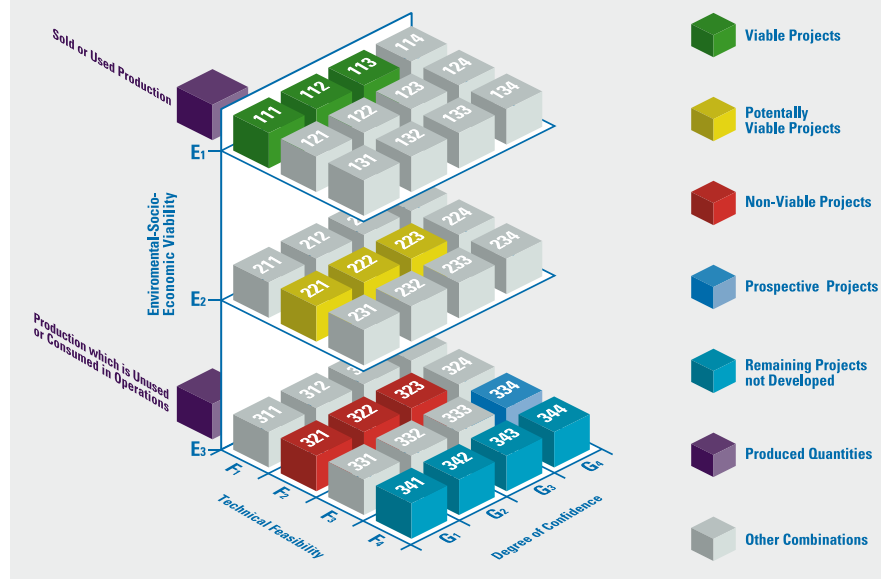 Sold or Used Production
114
113
124
112
123
134
111
122
133
121
132
131
E1
Enviromental-Socio-
Economic Viability
224
223
234
212
222
233
211
221
232
231
E2
Production which is Unused
or Consumed in Operations
324
323
334
312
322
333
344
311
321
332
343
331
342
341
E3
F1
F2
F3
F4
G1
G2
G3
G4
Technical Feasibility
Degree of Confidence
Viable Projects
Potentally
Viable Projects
Non-Viable Projects
Prospective Projects
Remaining Projects
not Developed
Produced Quantities
Other Combinations